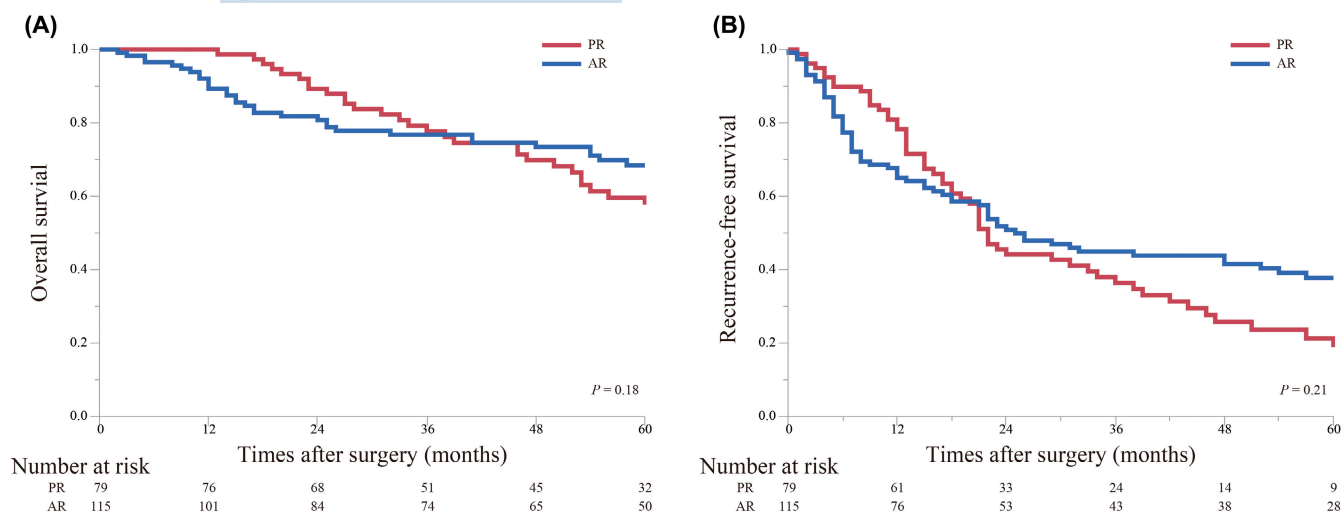 (A)
1.0
0.8
0.6
0.4
0.2
0.0
Overall survial
PR
AR
P = 0.18
0 12 24 36 48 60
Times after surgery (months)
Number at risk
PR 79 76 68 51 45 32
AR 115 101 84 74 65 50
(B)
1.0
0.8
0.6
0.4
0.2
0.0
Recurrence-free survival
PR
AR
P = 0.21
0 12 24 36 48 60
Times after surgery (months)
Number at risk
PR 79 61 33 24 14 9
AR 115 76 53 43 38 28